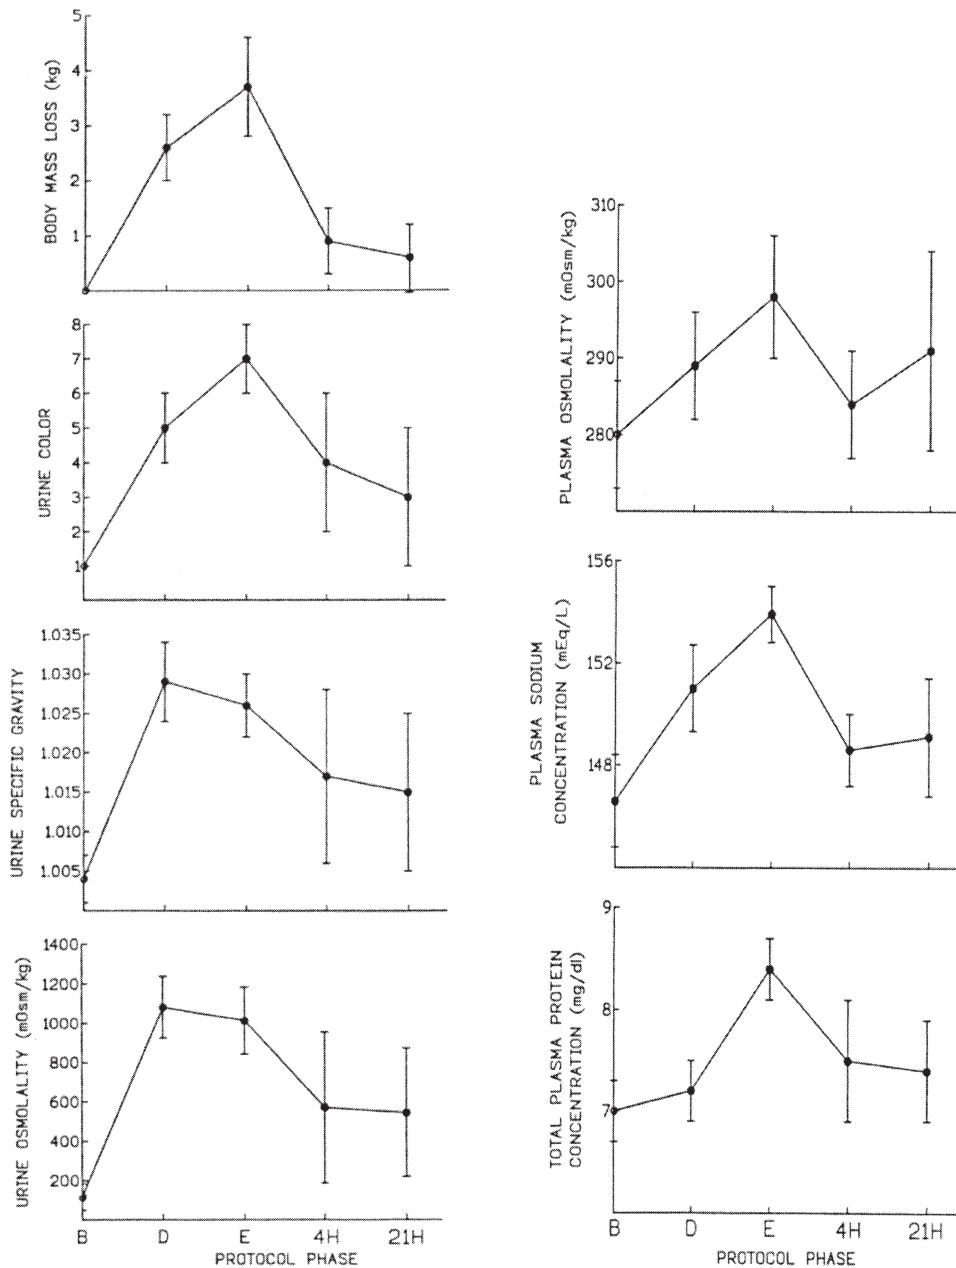 BODY MASS LOSS (kg)
5
4
3
2
1
URINE COLOR
8
7
6
5
4
3
2
1
URINE SPECIFIC GRAVITY
1.035
1.030
1.025
1.020
1.015
1.010
1.005
URINE OSMOLALITY (mOsm/kg)
1400
1200
1000
800
600
400
200
B D E 4H 21H
PROTOCOL PHASE
PLASMA OSMOLALITY (mOsm/kg)
310
300
290
280
PLASMA SODIUM
CONCENTRATION (mEq/L)
156
152
148
TOTAL PLASMA PROTEIN
CONCENTRATION (mg/dl)
9
8
7
B D E 4H 21H
PROTOCOL PHASE